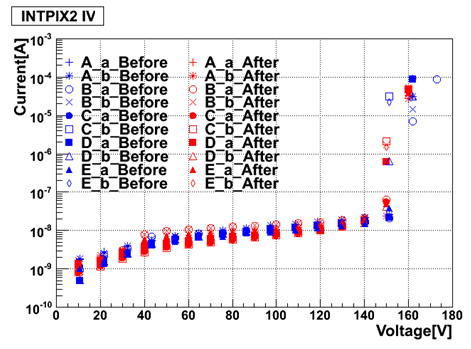 INTPIX2 IV
Current[A]
10-3
10-4
10-5
10-6
10-7
10-8
10-9
10-10
A_a_Before A_a_After
A_b_Before A_b_After
B_a_Before B_a_After
B_b_Before B_b_After
C_a_Before C_a_After
C_b_Before C_b_After
D_a_Before D_a_After
D_b_Before D_b_After
E_a_Before E_a_After
E_b_Before E_b_After
0 20 40 60 80 100 120 140 160 180
Voltage[V]